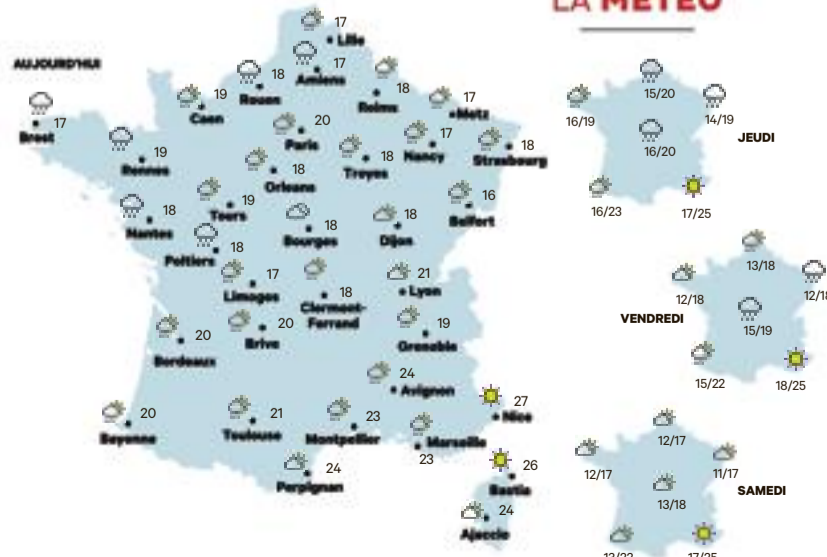 LA MÉTÉO
AUJOURD'HUI
17
Lille
17
Amiens
18
Rouen
18
Reims
17
Metz
19
Caen
17
Brest
20
Paris
17
Nancy
18
Strasbourg
19
Rennes
18
Troyes
18
Orleans
16
Belfort
19
Tours
18
Nantes
18
Bourges
18
Dijon
18
Poitiers
17
Limoges
18
Clermont-
Ferrand
21
Lyon
20
Bordeaux
20
Brive
19
Grenoble
24
Avignon
20
Bayonne
21
Toulouse
23
Montpellier
27
Nice
Marseille
23
24
Perpignan
26
Bastia
24
Ajaccio
15/20
16/19
14/19
JEUDI
16/20
16/23
17/25
13/18
12/18
12/18
VENDREDI
15/19
15/22
18/25
12/17
12/17
11/17
13/18
SAMEDI
17/25